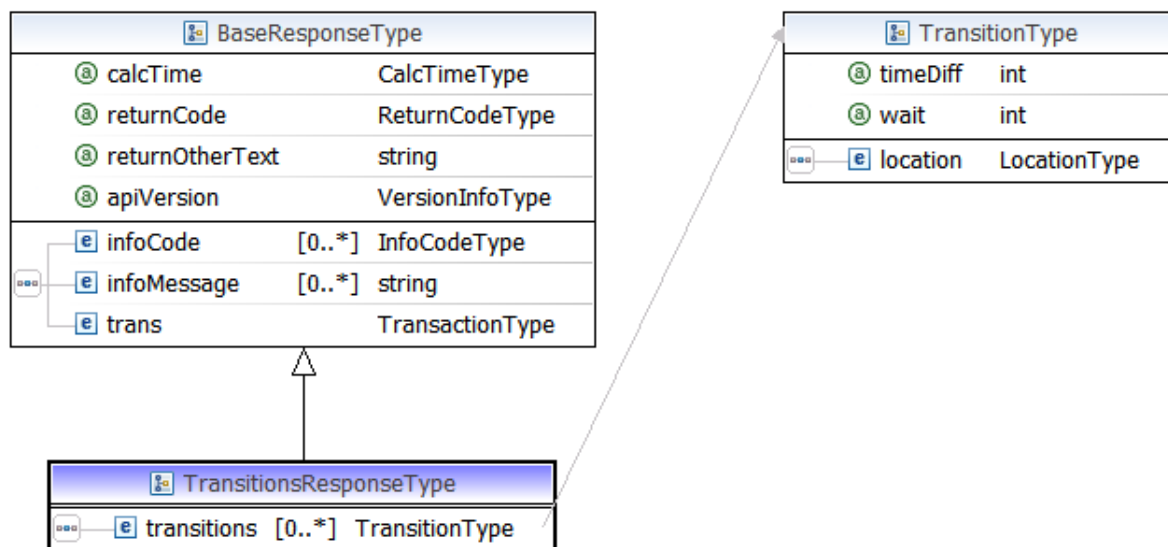 BaseResponseType
a calcTime CalcTimeType
a returnCode ReturnCodeType
a returnOtherText string
a apiVersion VersionInfoType
e infoCode [0..*] InfoCodeType
e infoMessage [0..*] string
e trans TransactionType
TransitionType
a timeDiff int
a wait int
e location LocationType
TransitionsResponseType
e transitions [0..*] TransitionType